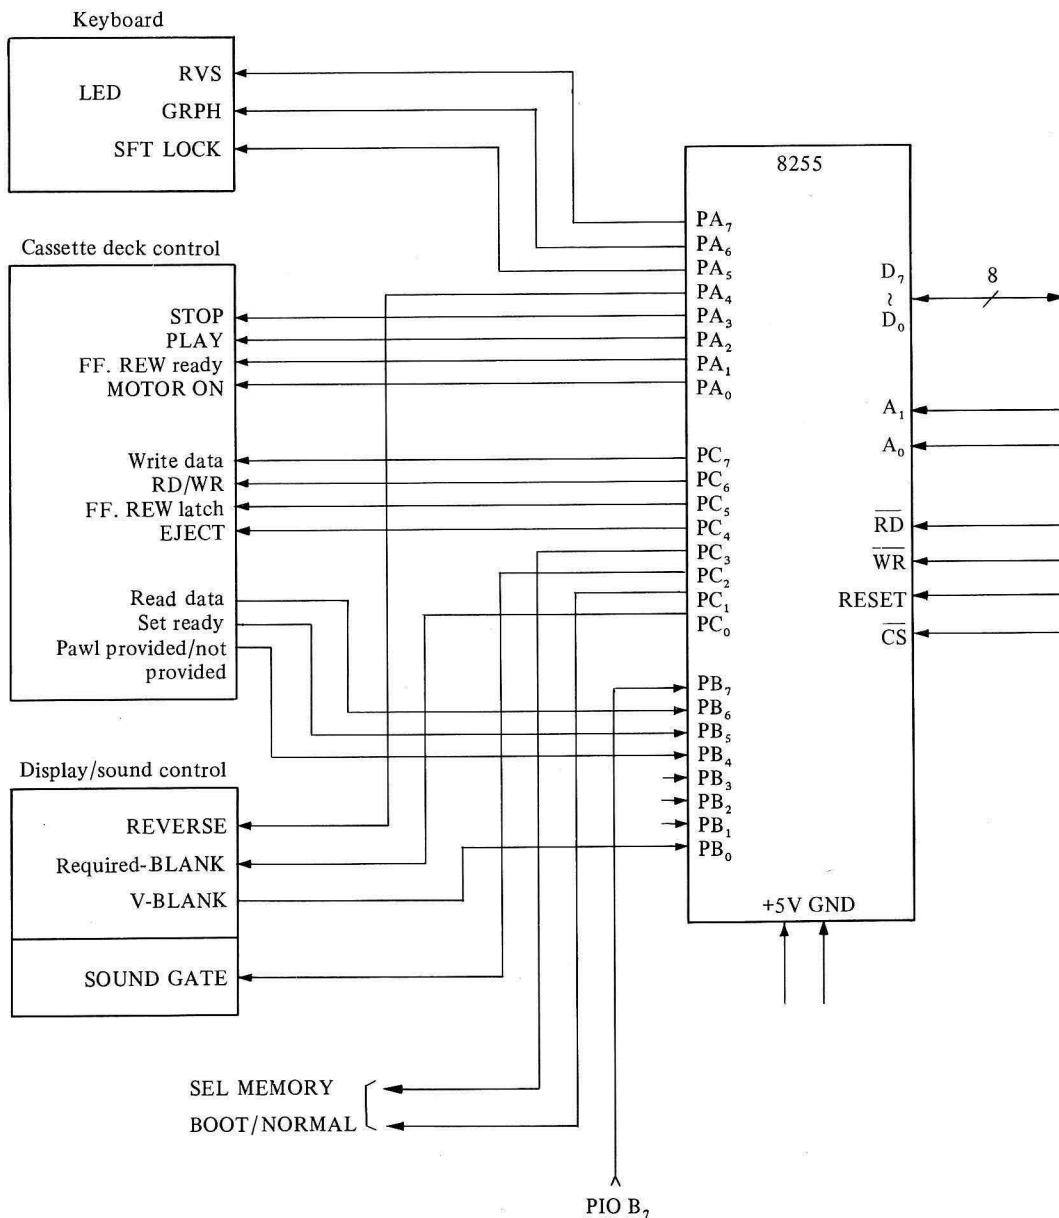 Keyboard
LED
RVS
GRPH
SFT LOCK
Cassette deck control
STOP
PLAY
FF. REW ready
MOTOR ON
Write data
RD/WR
FF. REW latch
EJECT
Read data
Set ready
Pawl provided/not
provided
Display/sound control
REVERSE
Required-BLANK
V-BLANK
SOUND GATE
SEL MEMORY
BOOT/NORMAL
PIO B₇
8255
PA₇
PA₆
PA₅
PA₄
PA₃
PA₂
PA₁
PA₀
PC₇
PC₆
PC₅
PC₄
PC₃
PC₂
PC₁
PC₀
PB₇
PB₆
PB₅
PB₄
PB₃
PB₂
PB₁
PB₀
D₇
~
D₀
8
A₁
A₀
R̅D̅
W̅R̅
RESET
C̅S̅
+5V GND